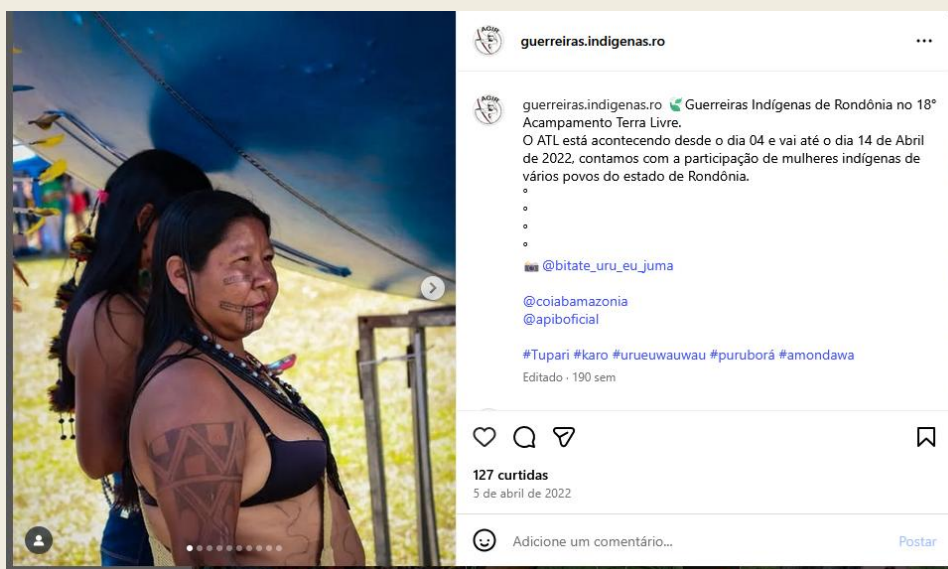 AGIR
guerreiras.indigenas.ro
AGIR
guerreiras.indigenas.ro 🌿 Guerreiras Indígenas de Rondônia no 18°
Acampamento Terra Livre.
O ATL está acontecendo desde o dia 04 e vai até o dia 14 de Abril
de 2022, contamos com a participação de mulheres indígenas de
vários povos do estado de Rondônia.
°
°
°
°
📷 @bitate_uru_eu_juma
@coiabamazonia
@apiboficial
#Tupari #karo #urueuwauwau #puruborá #amondawa
Editado · 190 sem
127 curtidas
5 de abril de 2022
Adicione um comentário...
Postar